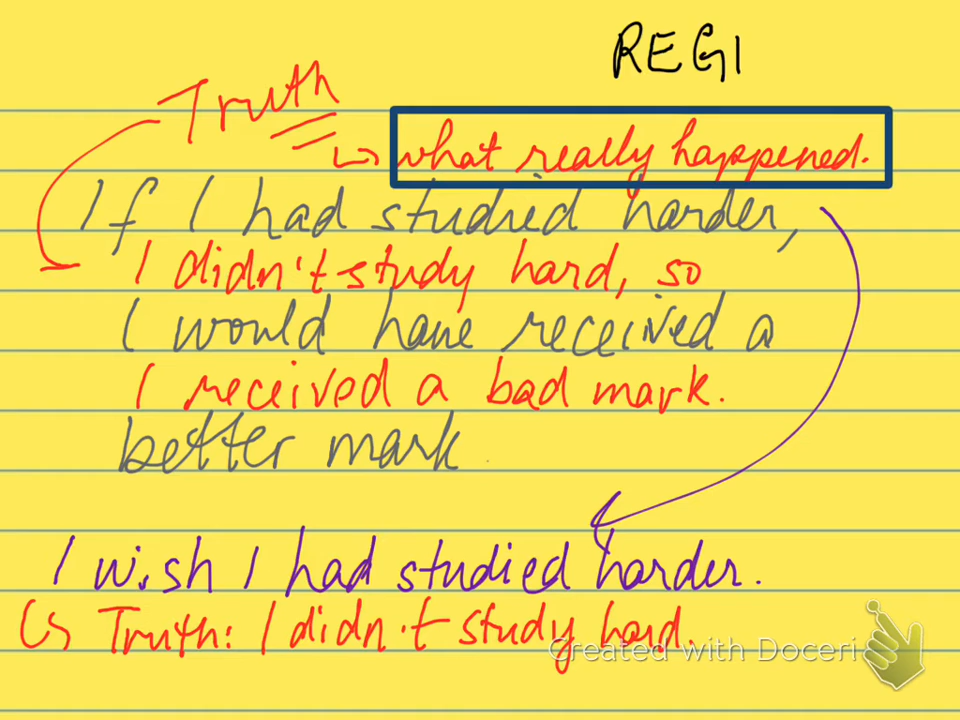 REGI
Truth
↳ what really happened.
If I had studied harder,
I didn't study hard, so
I would have received a
I received a bad mark.
better mark
I wish I had studied harder.
↳ Truth: I didn't study hard.
Created with Doceri